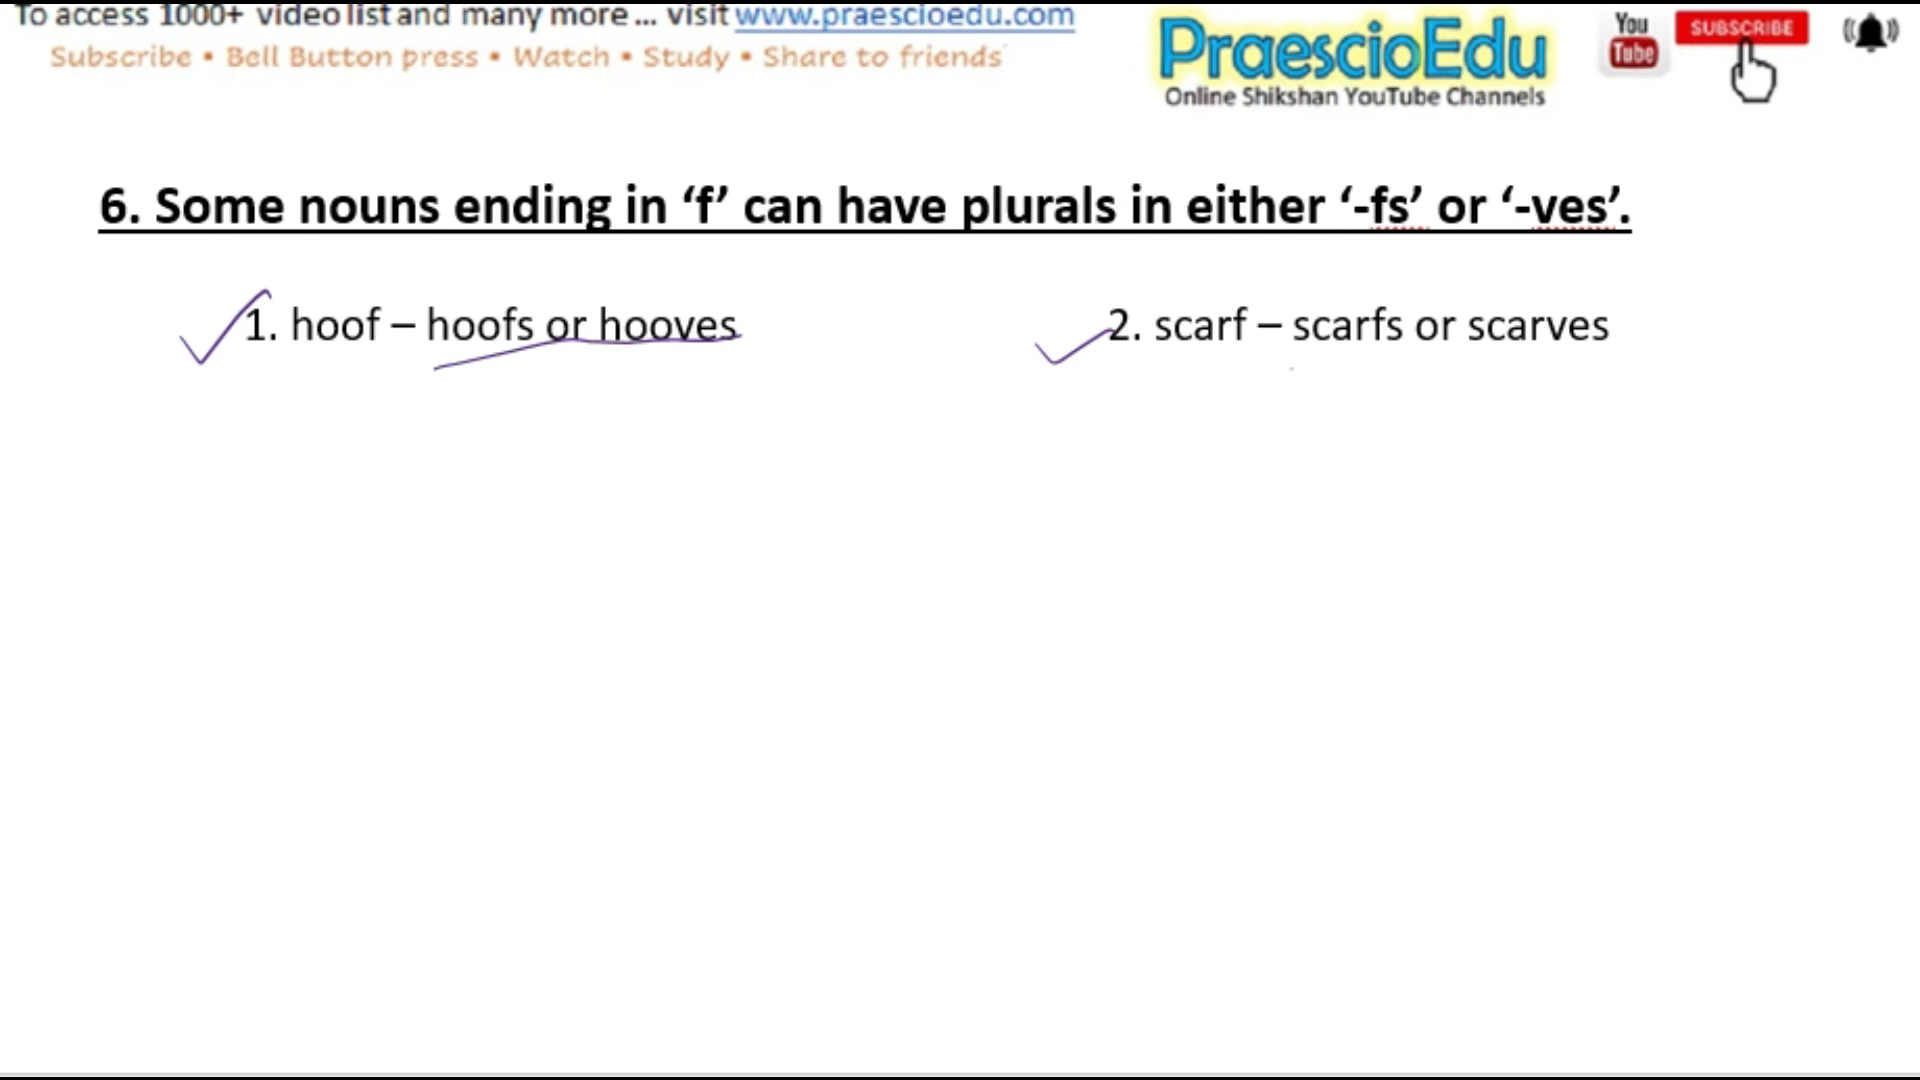 To access 1000+ video list and many more ... visit www.praescioedu.com
Subscribe • Bell Button press • Watch • Study • Share to friends
PraescioEdu
Online Shikshan YouTube Channels
You
Tube
SUBSCRIBE
6. Some nouns ending in ‘f’ can have plurals in either ‘-fs’ or ‘-ves’.
1. hoof – hoofs or hooves
2. scarf – scarfs or scarves